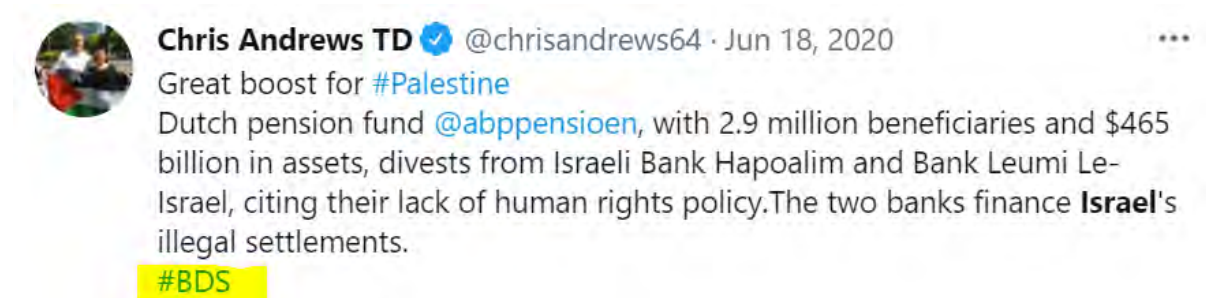 Chris Andrews TD @chrisandrews64 · Jun 18, 2020
Great boost for #Palestine
Dutch pension fund @abppensioen, with 2.9 million beneficiaries and $465
billion in assets, divests from Israeli Bank Hapoalim and Bank Leumi Le-
Israel, citing their lack of human rights policy.The two banks finance Israel's
illegal settlements.
#BDS